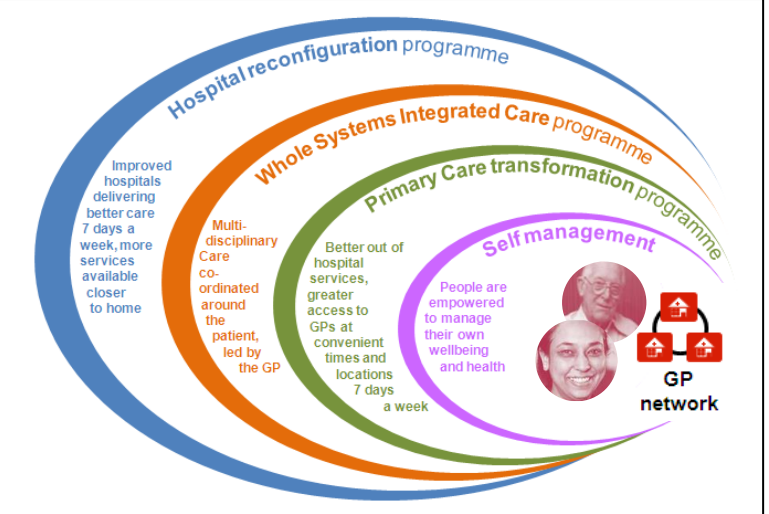 Hospital reconfiguration programme
Whole Systems Integrated Care programme
Primary Care transformation programme
Self management
Improved
hospitals
delivering
better care
7 days a
week, more
services
available
closer
to home
Multi-
disciplinary
Care
co-
ordinated
around
the
patient,
led by
the GP
Better out of
hospital
services,
greater
access to
GPs at
convenient
times and
locations
7 days
a week
People are
empowered
to manage
their own
wellbeing
and health
GP
network